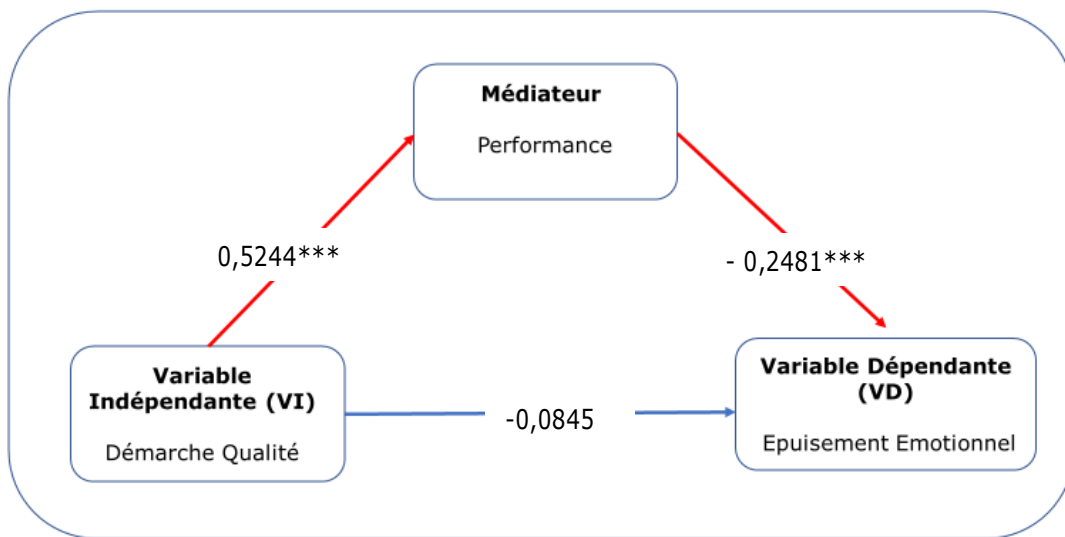 Médiateur
Performance
0,5244***
- 0,2481***
Variable
Indépendante (VI)
Démarche Qualité
-0,0845
Variable Dépendante
(VD)
Epuisement Emotionnel